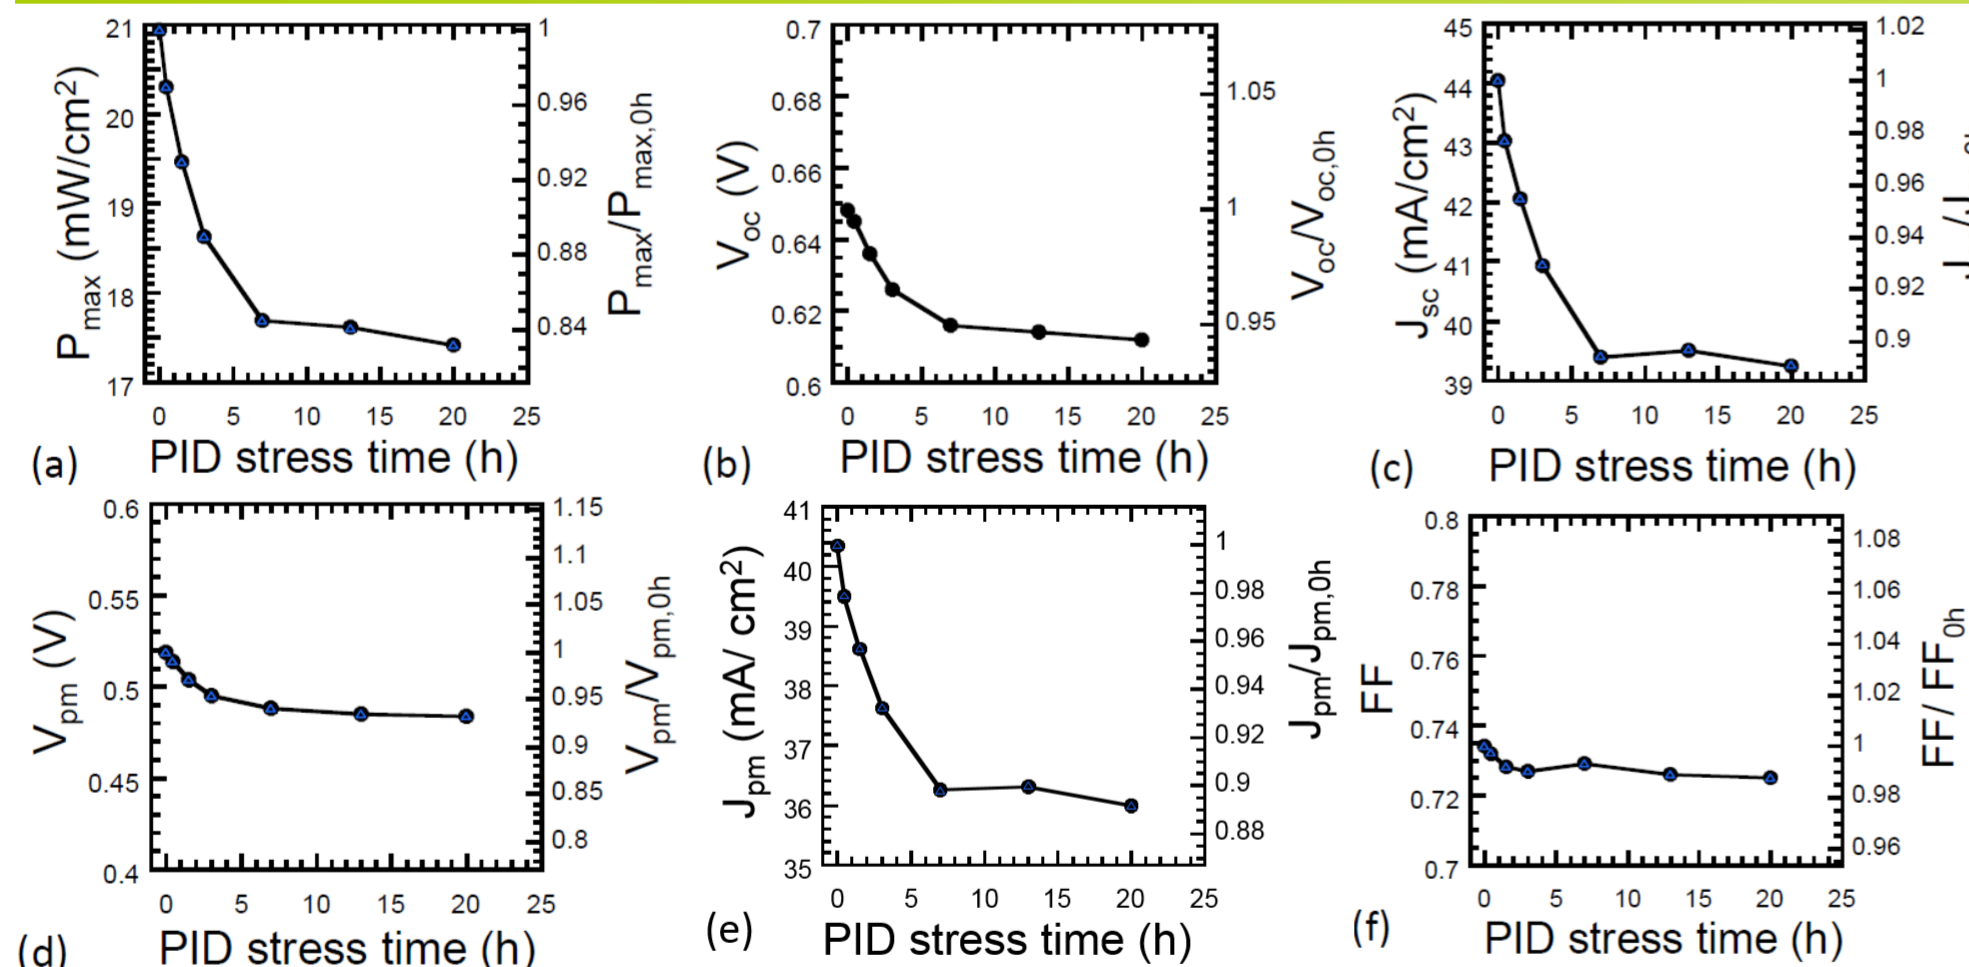 21
20
19
18
17
1
0.96
0.92
0.88
0.84
0 5 10 15 20 25
Pmax (mW/cm²)
Pmax/Pmax,0h
PID stress time (h)
(a)
0.7
0.68
0.66
0.64
0.62
0.6
1.05
1
0.95
0 5 10 15 20 25
Voc (V)
Voc/Voc,0h
PID stress time (h)
(b)
45
44
43
42
41
40
39
1.02
1
0.98
0.96
0.94
0.92
0.9
0 5 10 15 20 25
Jsc (mA/cm²)
PID stress time (h)
(c)
0.6
0.55
0.5
0.45
0.4
1.15
1.1
1.05
1
0.95
0.9
0.85
0.8
0 5 10 15 20 25
Vpm (V)
Vpm/Vpm,0h
PID stress time (h)
(d)
41
40
39
38
37
36
35
1
0.98
0.96
0.94
0.92
0.9
0.88
0 5 10 15 20 25
Jpm (mA/ cm²)
Jpm/Jpm,0h
PID stress time (h)
(e)
0.8
0.78
0.76
0.74
0.72
0.7
1.08
1.06
1.04
1.02
1
0.98
0.96
0 5 10 15 20 25
FF
FF/ FF0h
PID stress time (h)
(f)